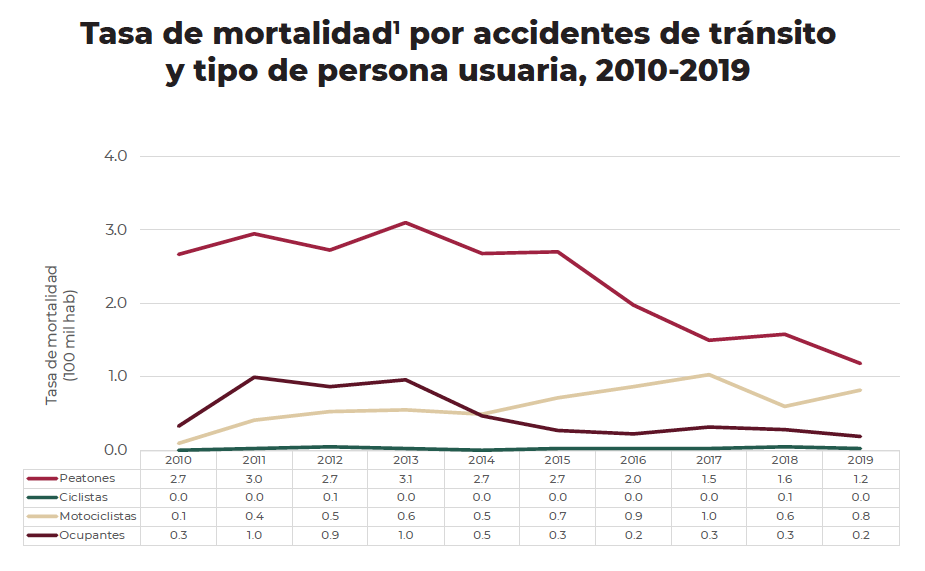 Tasa de mortalidad¹ por accidentes de tránsito
y tipo de persona usuaria, 2010-2019
4.0
3.0
2.0
1.0
0.0
Tasa de mortalidad
(100 mil hab)
2010 2011 2012 2013 2014 2015 2016 2017 2018 2019
Peatones 2.7 3.0 2.7 3.1 2.7 2.7 2.0 1.5 1.6 1.2
Ciclistas 0.0 0.0 0.1 0.0 0.0 0.0 0.0 0.0 0.1 0.0
Motociclistas 0.1 0.4 0.5 0.6 0.5 0.7 0.9 1.0 0.6 0.8
Ocupantes 0.3 1.0 0.9 1.0 0.5 0.3 0.2 0.3 0.3 0.2